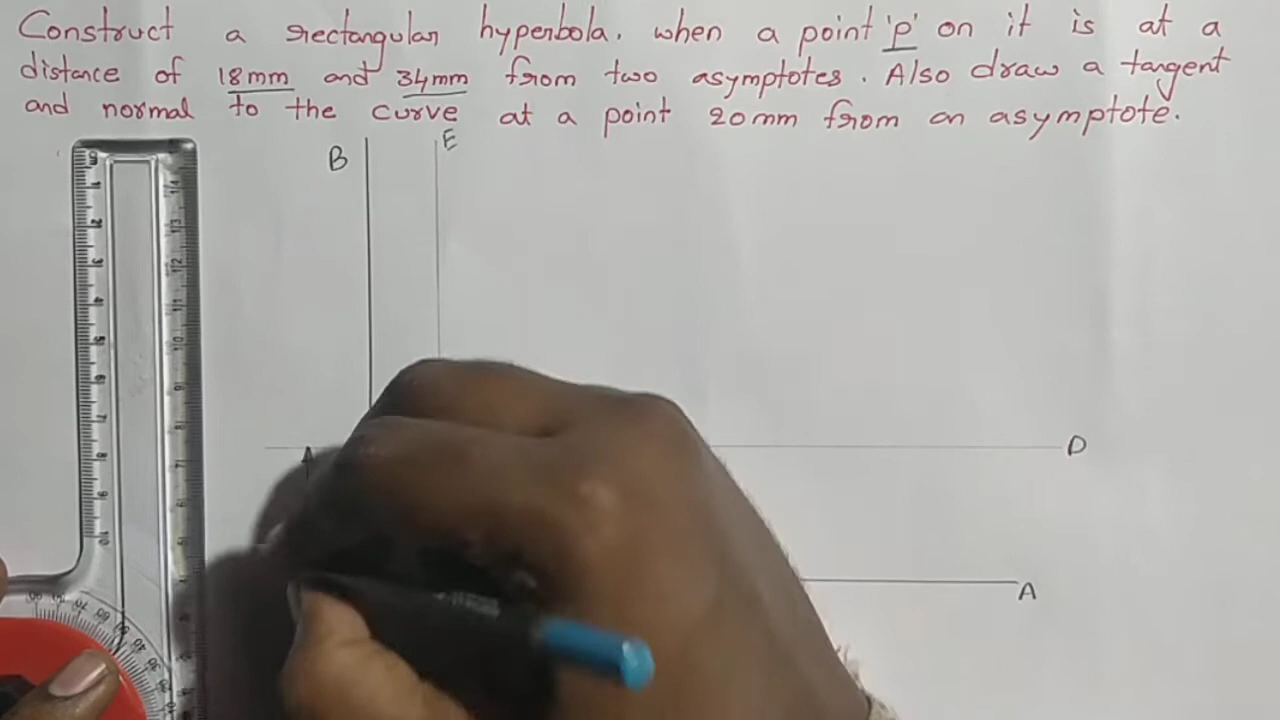 Construct a rectangular hyperbola. when a point 'p' on it is at a
distance of 18mm and 34mm from two asymptotes. Also draw a tangent
and normal to the curve at a point 20mm from an asymptote.
B
E
D
A